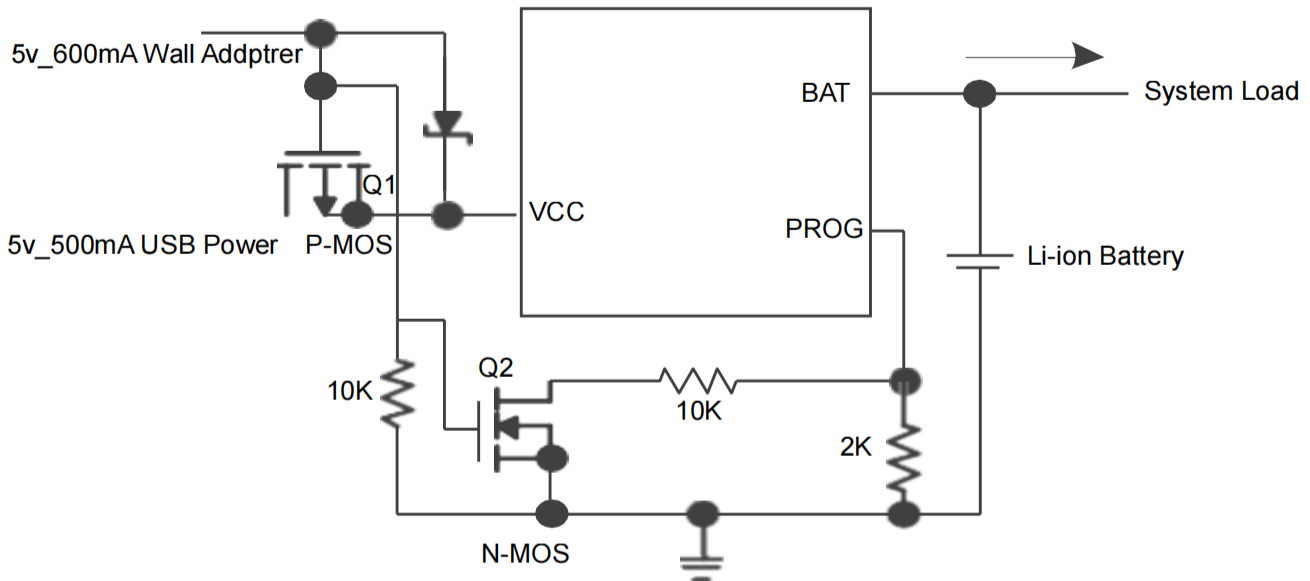 5v_600mA Wall Addptrer
BAT
System Load
Q1
VCC
PROG
5v_500mA USB Power
P-MOS
Li-ion Battery
Q2
10K
10K
2K
N-MOS